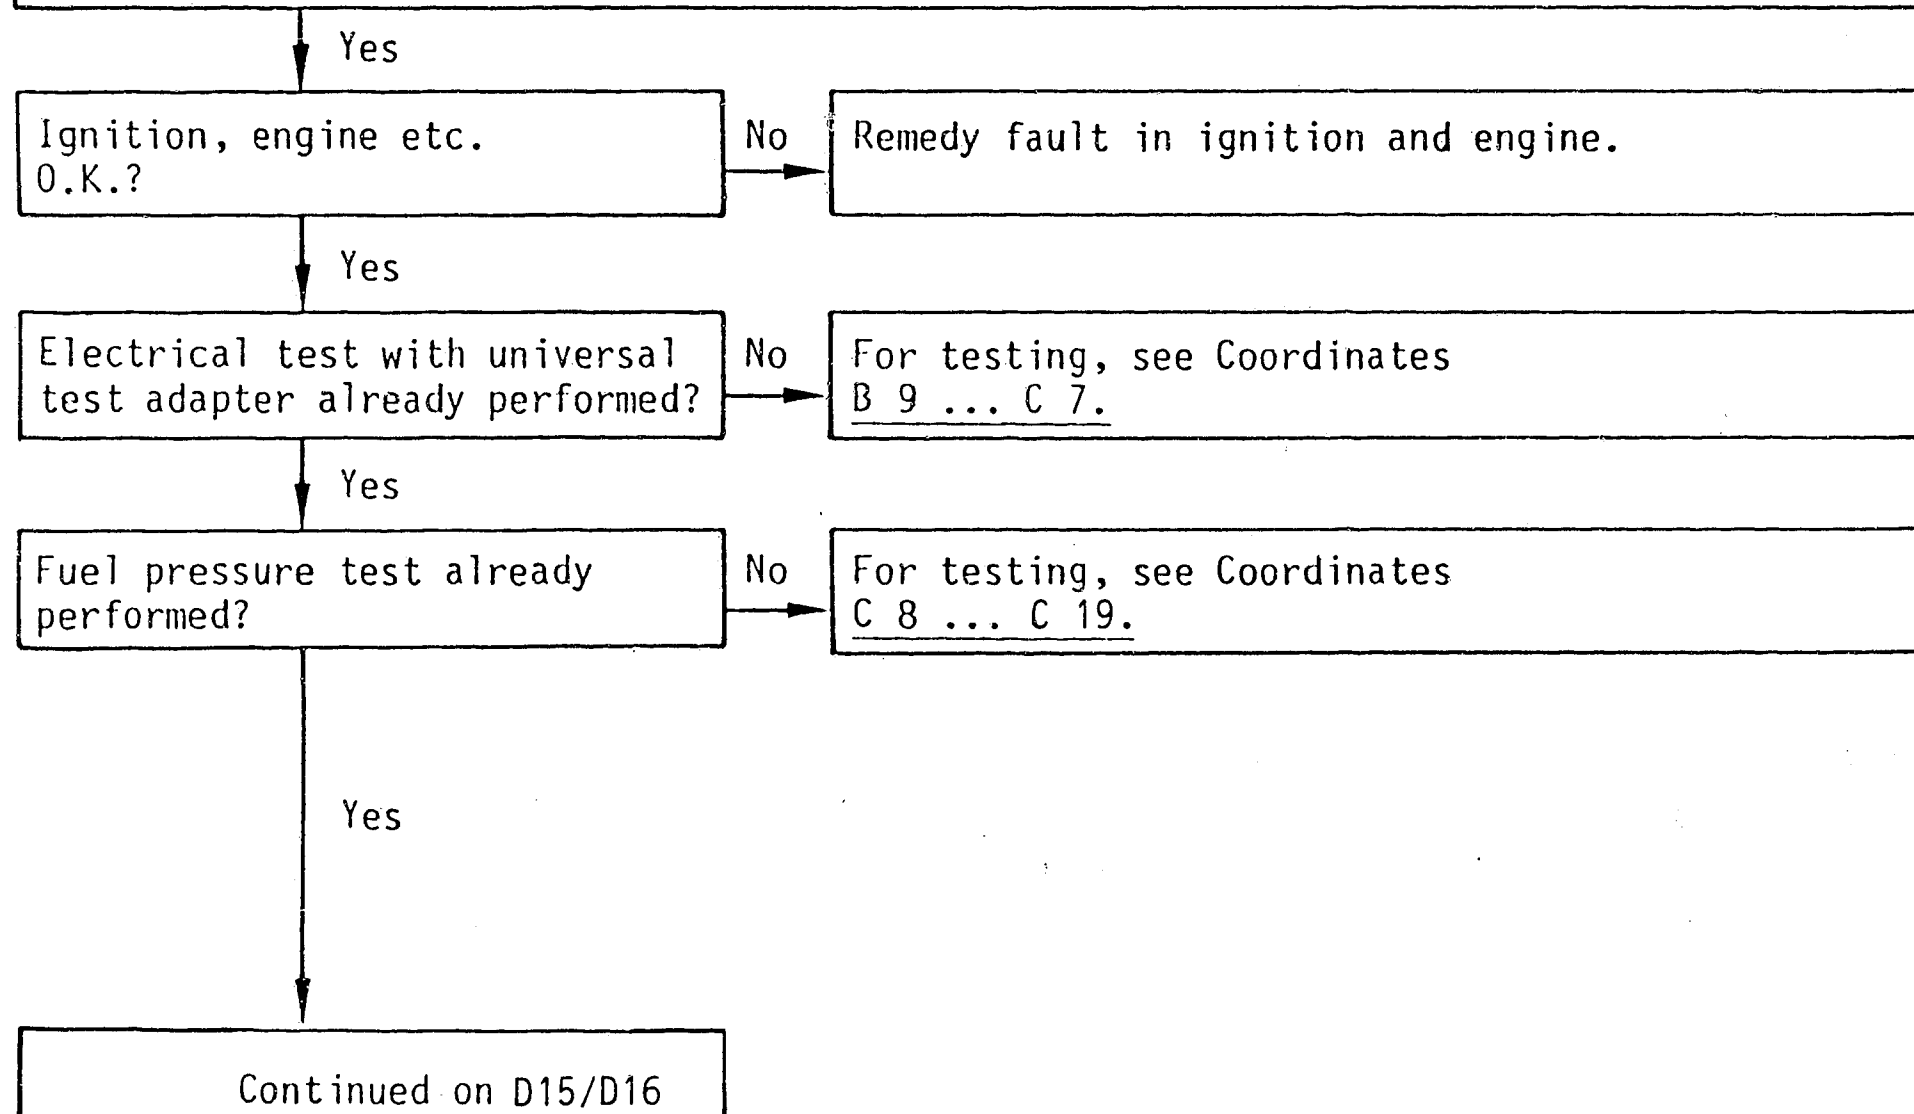 Yes
Ignition, engine etc.
O.K.?
No
Remedy fault in ignition and engine.
Yes
Electrical test with universal
test adapter already performed?
No
For testing, see Coordinates
B 9 ... C 7.
Yes
Fuel pressure test already
performed?
No
For testing, see Coordinates
C 8 ... C 19.
Yes
Continued on D15/D16